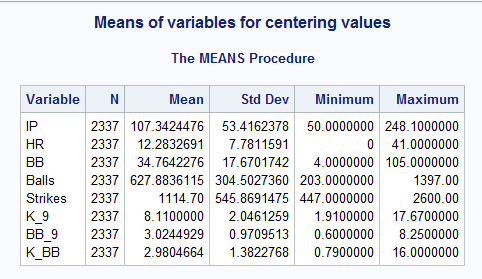 Means of variables for centering values
The MEANS Procedure
Variable N Mean Std Dev Minimum Maximum
IP 2337 107.3424476 53.4162378 50.0000000 248.1000000
HR 2337 12.2832691 7.7811591 0 41.0000000
BB 2337 34.7642276 17.6701742 4.0000000 105.0000000
Balls 2337 627.8836115 304.5027360 203.0000000 1397.00
Strikes 2337 1114.70 545.8691475 447.0000000 2600.00
K_9 2337 8.1100000 2.0461259 1.9100000 17.6700000
BB_9 2337 3.0244929 0.9709513 0.6000000 8.2500000
K_BB 2337 2.9804664 1.3822768 0.7900000 16.0000000